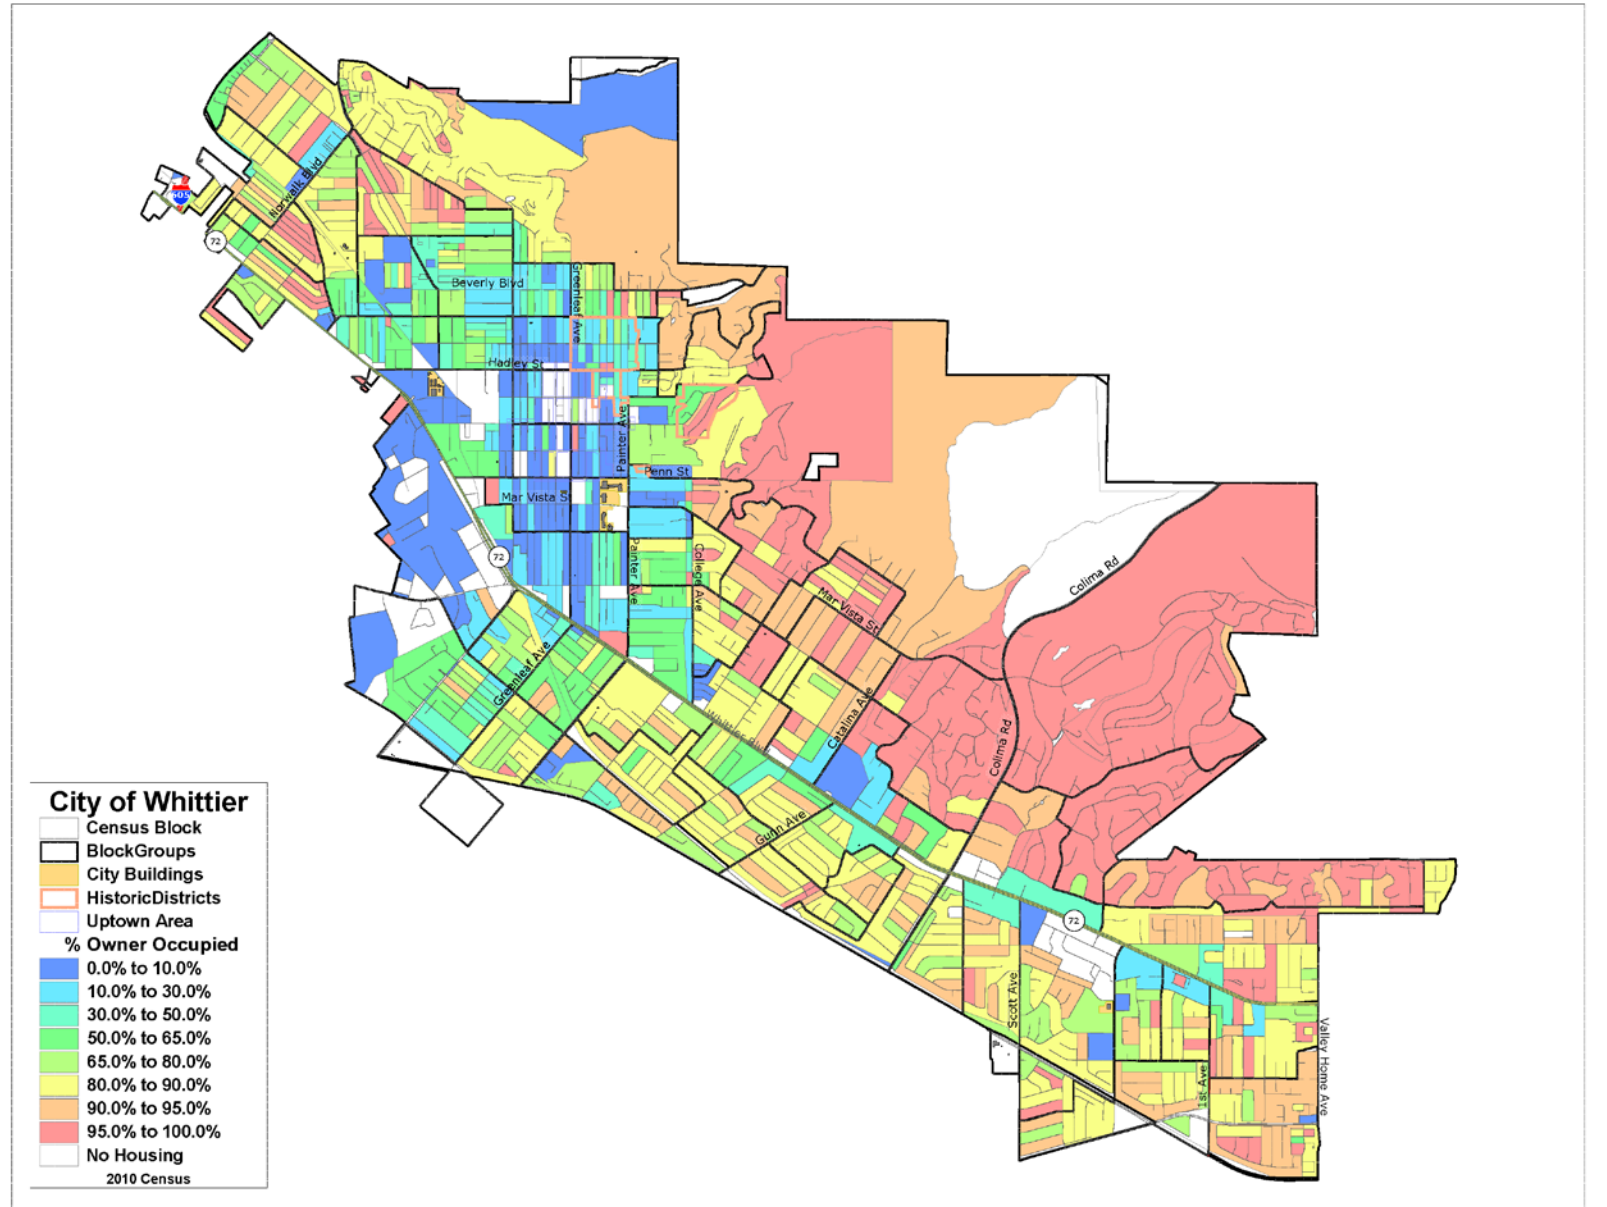 605
Norwalk Blvd
72
Beverly Blvd
Greenleaf Ave
Hadley St
Painter Ave
Penn St
Mar Vista St
72
Painter Ave
College Ave
Colima Rd
Mar Vista St
Greenleaf Ave
Catalina Ave
Whittier Blvd
Colima Rd
Gunn Ave
72
Scott Ave
1st Ave
Valley Home Ave
City of Whittier
Census Block
BlockGroups
City Buildings
HistoricDistricts
Uptown Area
% Owner Occupied
0.0% to 10.0%
10.0% to 30.0%
30.0% to 50.0%
50.0% to 65.0%
65.0% to 80.0%
80.0% to 90.0%
90.0% to 95.0%
95.0% to 100.0%
No Housing
2010 Census